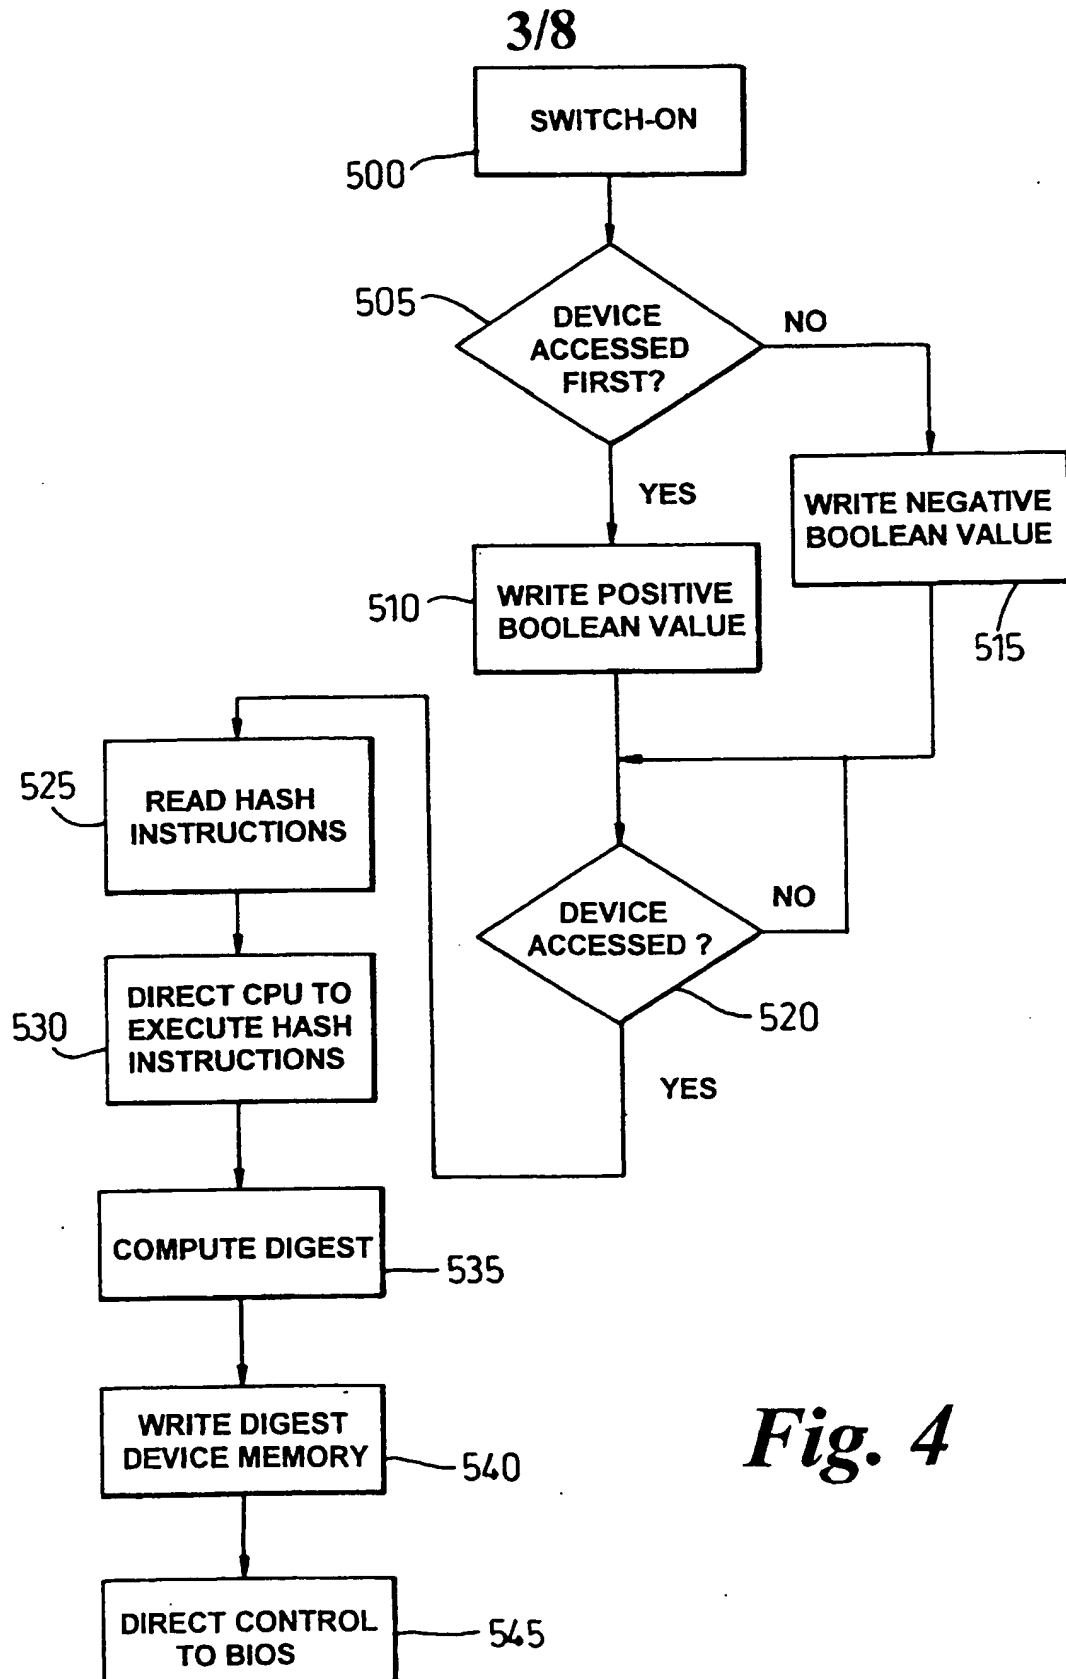 3/8
SWITCH-ON
500
505
DEVICE
ACCESSED
FIRST?
NO
YES
WRITE NEGATIVE
BOOLEAN VALUE
515
510
WRITE POSITIVE
BOOLEAN VALUE
525
READ HASH
INSTRUCTIONS
DEVICE
ACCESSED ?
NO
520
YES
530
DIRECT CPU TO
EXECUTE HASH
INSTRUCTIONS
COMPUTE DIGEST
535
WRITE DIGEST
DEVICE MEMORY
540
Fig. 4
DIRECT CONTROL
TO BIOS
545